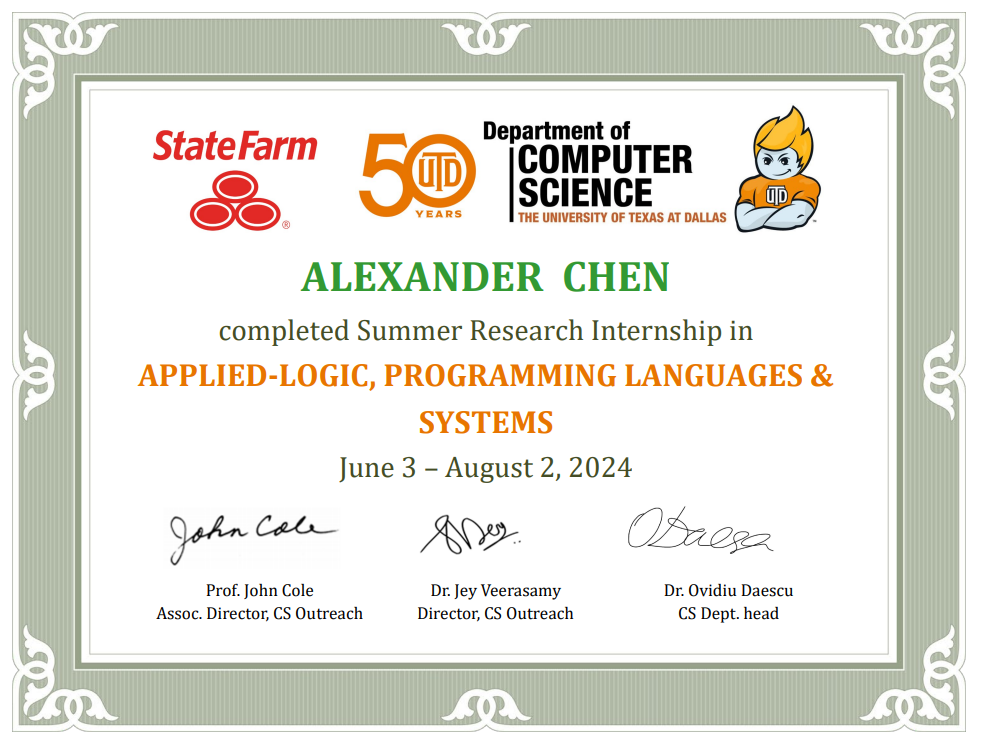 State Farm
®
50 YEARS
UTD
Department of
COMPUTER
SCIENCE
THE UNIVERSITY OF TEXAS AT DALLAS
UTD
ALEXANDER CHEN
completed Summer Research Internship in
APPLIED-LOGIC, PROGRAMMING LANGUAGES &
SYSTEMS
June 3 – August 2, 2024
John Cole
Prof. John Cole
Assoc. Director, CS Outreach
Dr. Jey Veerasamy
Director, CS Outreach
ODaescu
Dr. Ovidiu Daescu
CS Dept. head